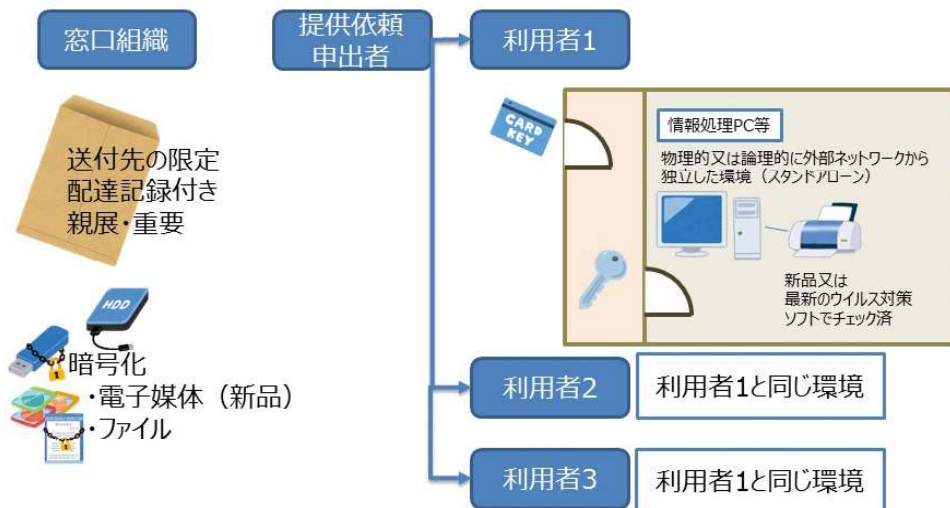 窓口組織
提供依頼
申出者
利用者1
送付先の限定
配達記録付き
親展・重要
CARD
KEY
情報処理PC等
物理的又は論理的に外部ネットワークから
独立した環境（スタンドアローン）
新品又は
最新のウイルス対策
ソフトでチェック済
HDD
暗号化
・電子媒体（新品）
・ファイル
利用者2
利用者1と同じ環境
利用者3
利用者1と同じ環境